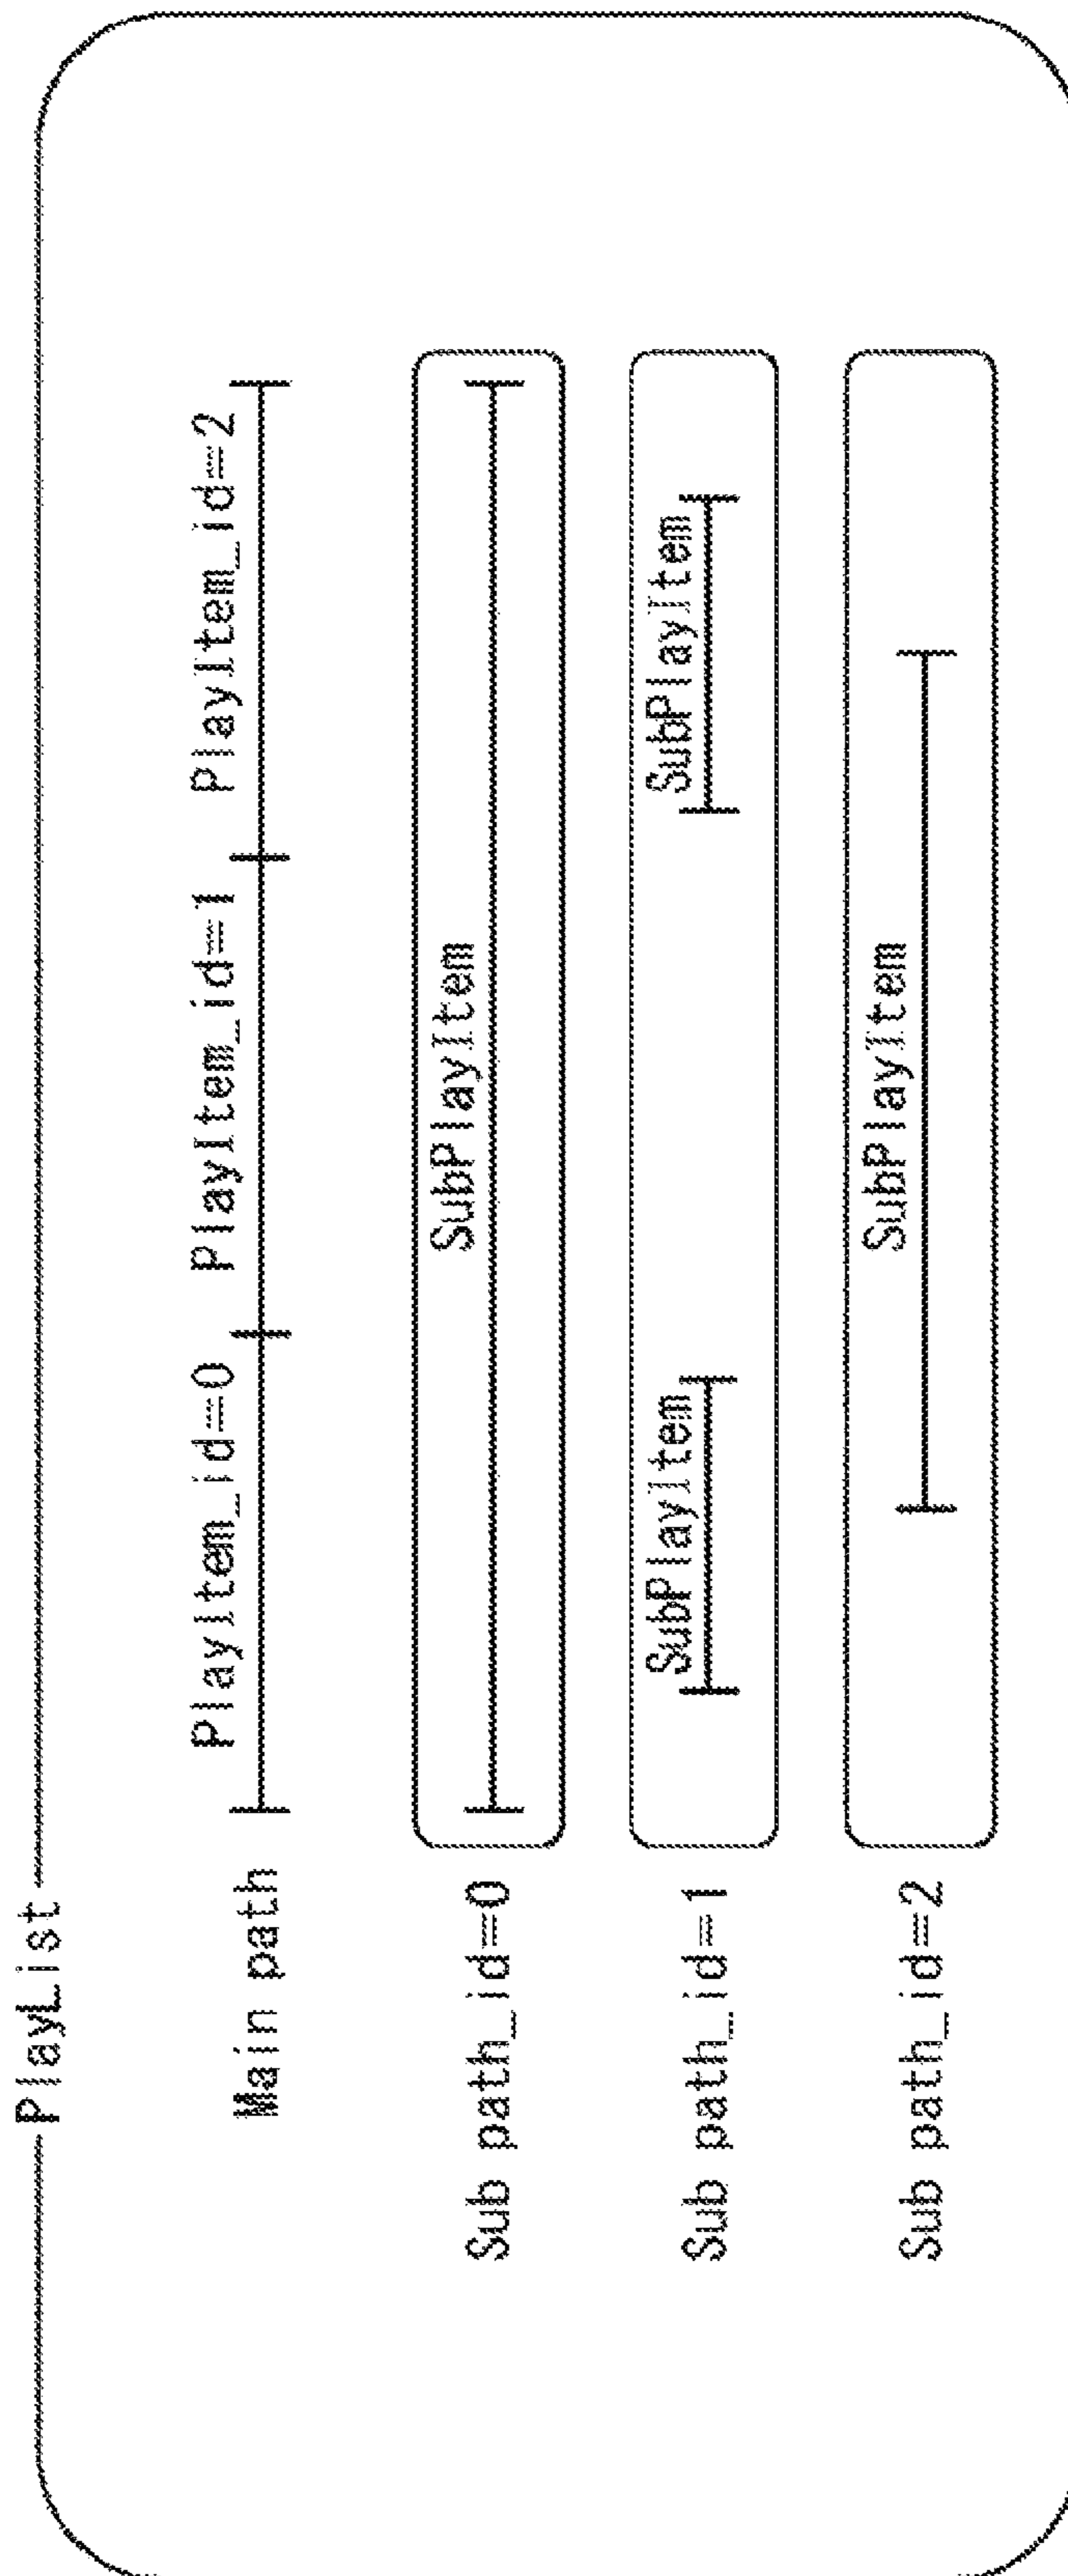 PlayList
PlayItem_id=0 PlayItem_id=1 PlayItem_id=2
Main path
SubPlayItem
Sub path_id=0
SubPlayItem SubPlayItem
Sub path_id=1
SubPlayItem
Sub path_id=2